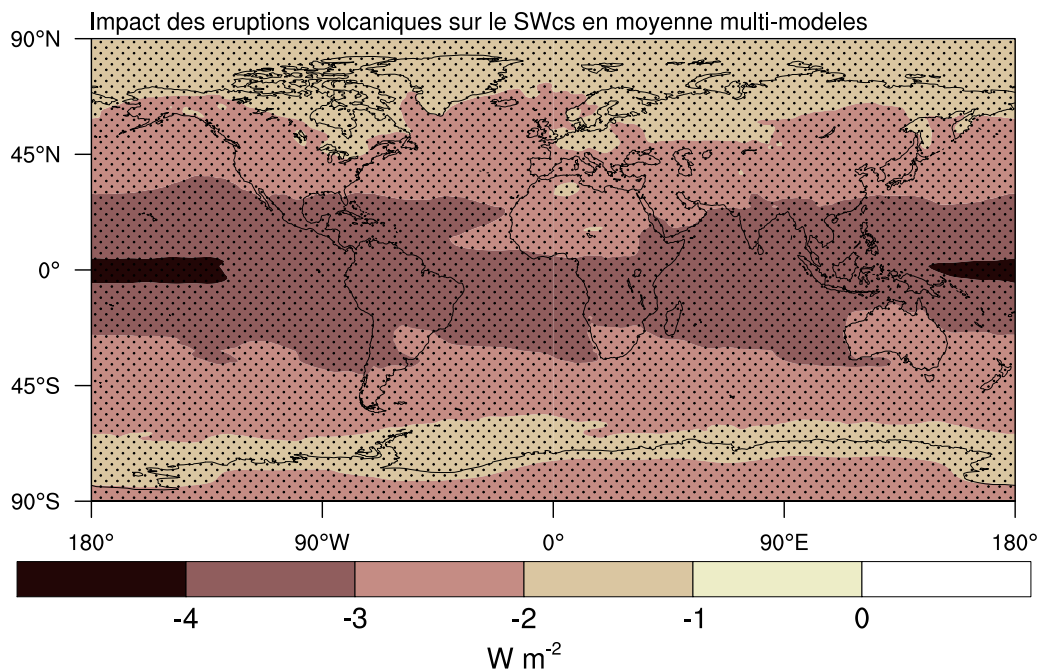 Impact des eruptions volcaniques sur le SWcs en moyenne multi-modeles
90°N
45°N
0°
45°S
90°S
180° 90°W 0° 90°E 180°
-4 -3 -2 -1 0
W m-2